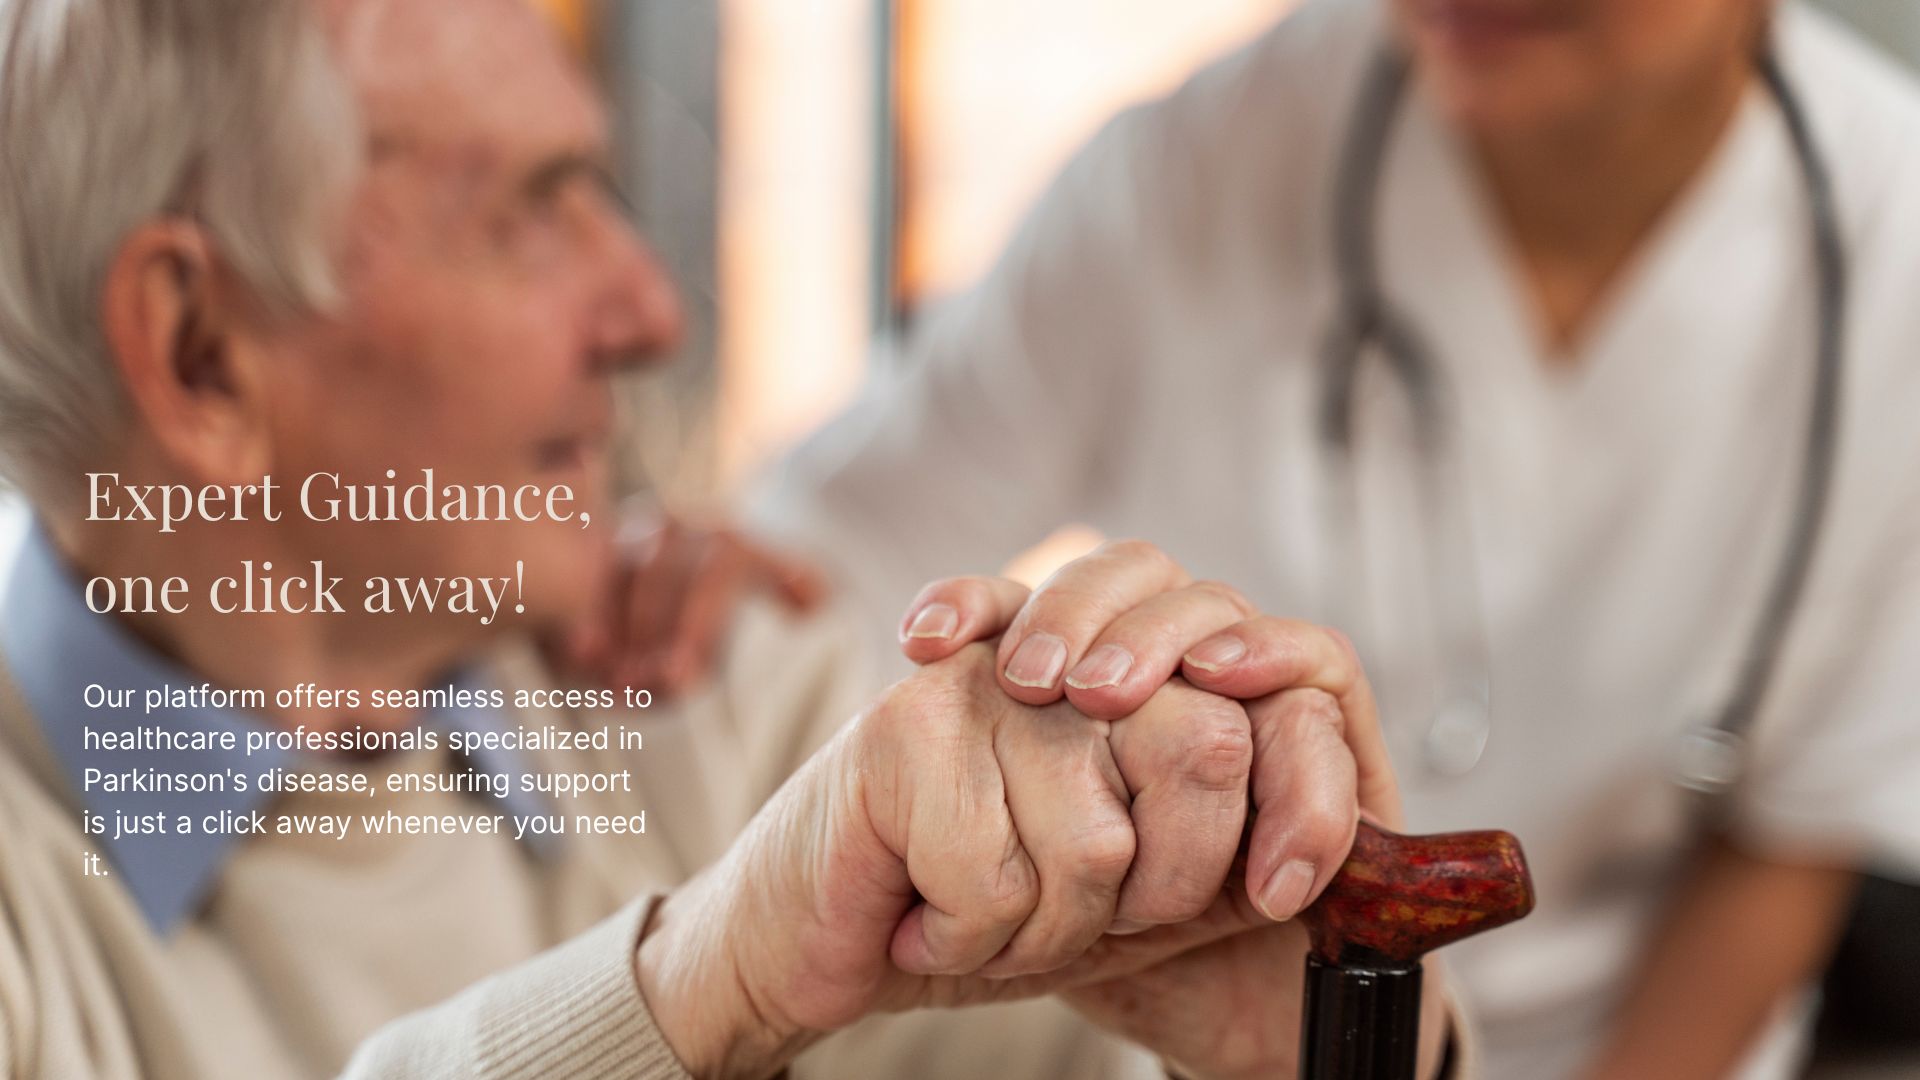 Expert Guidance,
one click away!
Our platform offers seamless access to
healthcare professionals specialized in
Parkinson's disease, ensuring support
is just a click away whenever you need
it.